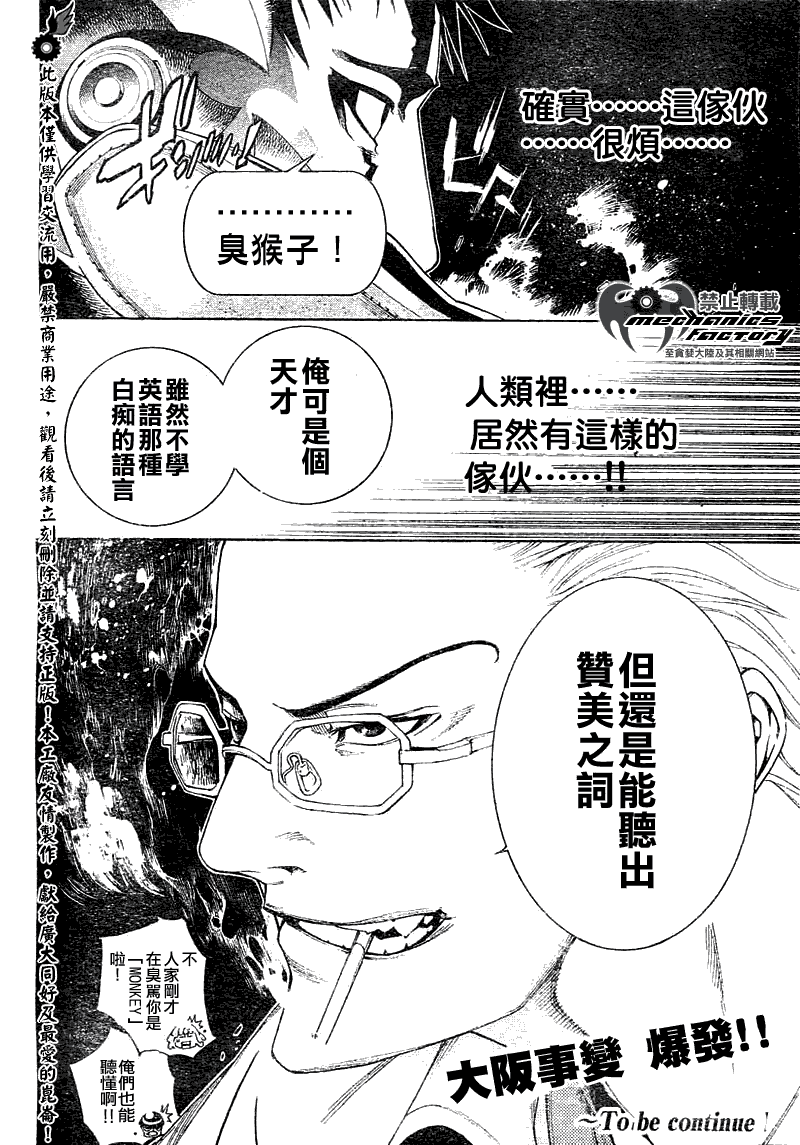 確實……這傢伙
……很煩……
…………
臭猴子！
禁止轉載
Mechanics
Factory
至貪婪大陸及其相關網站
人類裡……
居然有這樣的
傢伙……!!
俺可是個
天才
雖然不學
英語那種
白痴的語言
但還是能聽出
贊美之詞
不
人家剛才
在臭罵你是
「MONKEY」
啦！
俺們也能
聽懂啊!!
大阪事變 爆發!!
~To be continue!
此版本僅供學習交流用，嚴禁商業用途，觀看後請立刻刪除並請支持正版！本工廠友情製作，獻給廣大同好及最愛的崑崙！